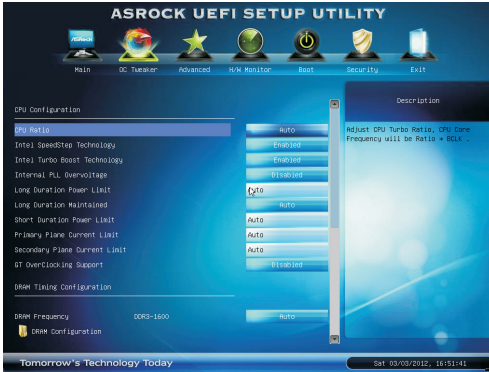 ASROCK UEFI SETUP UTILITY
ASRock
Main OC Tweaker Advanced H/W Monitor Boot Security Exit
Description
Adjust CPU Turbo Ratio, CPU Core
Frequency will be Ratio * BCLK .
CPU Configuration
CPU Ratio Auto
Intel SpeedStep Technology Enabled
Intel Turbo Boost Technology Enabled
Internal PLL Overvoltage Disabled
Long Duration Power Limit Auto
Long Duration Maintained Auto
Short Duration Power Limit Auto
Primary Plane Current Limit Auto
Secondary Plane Current Limit Auto
GT OverClocking Support Disabled
DRAM Timing Configuration
DRAM Frequency DDR3-1600 Auto
DRAM Configuration
Tomorrow's Technology Today Sat 03/03/2012, 16:51:41